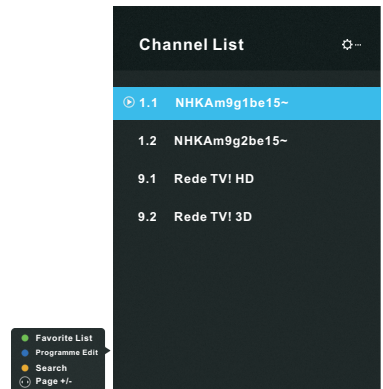 Channel List
1.1 NHKAm9g1be15~
1.2 NHKAm9g2be15~
9.1 Rede TV! HD
9.2 Rede TV! 3D
Favorite List
Programme Edit
Search
Page +/-